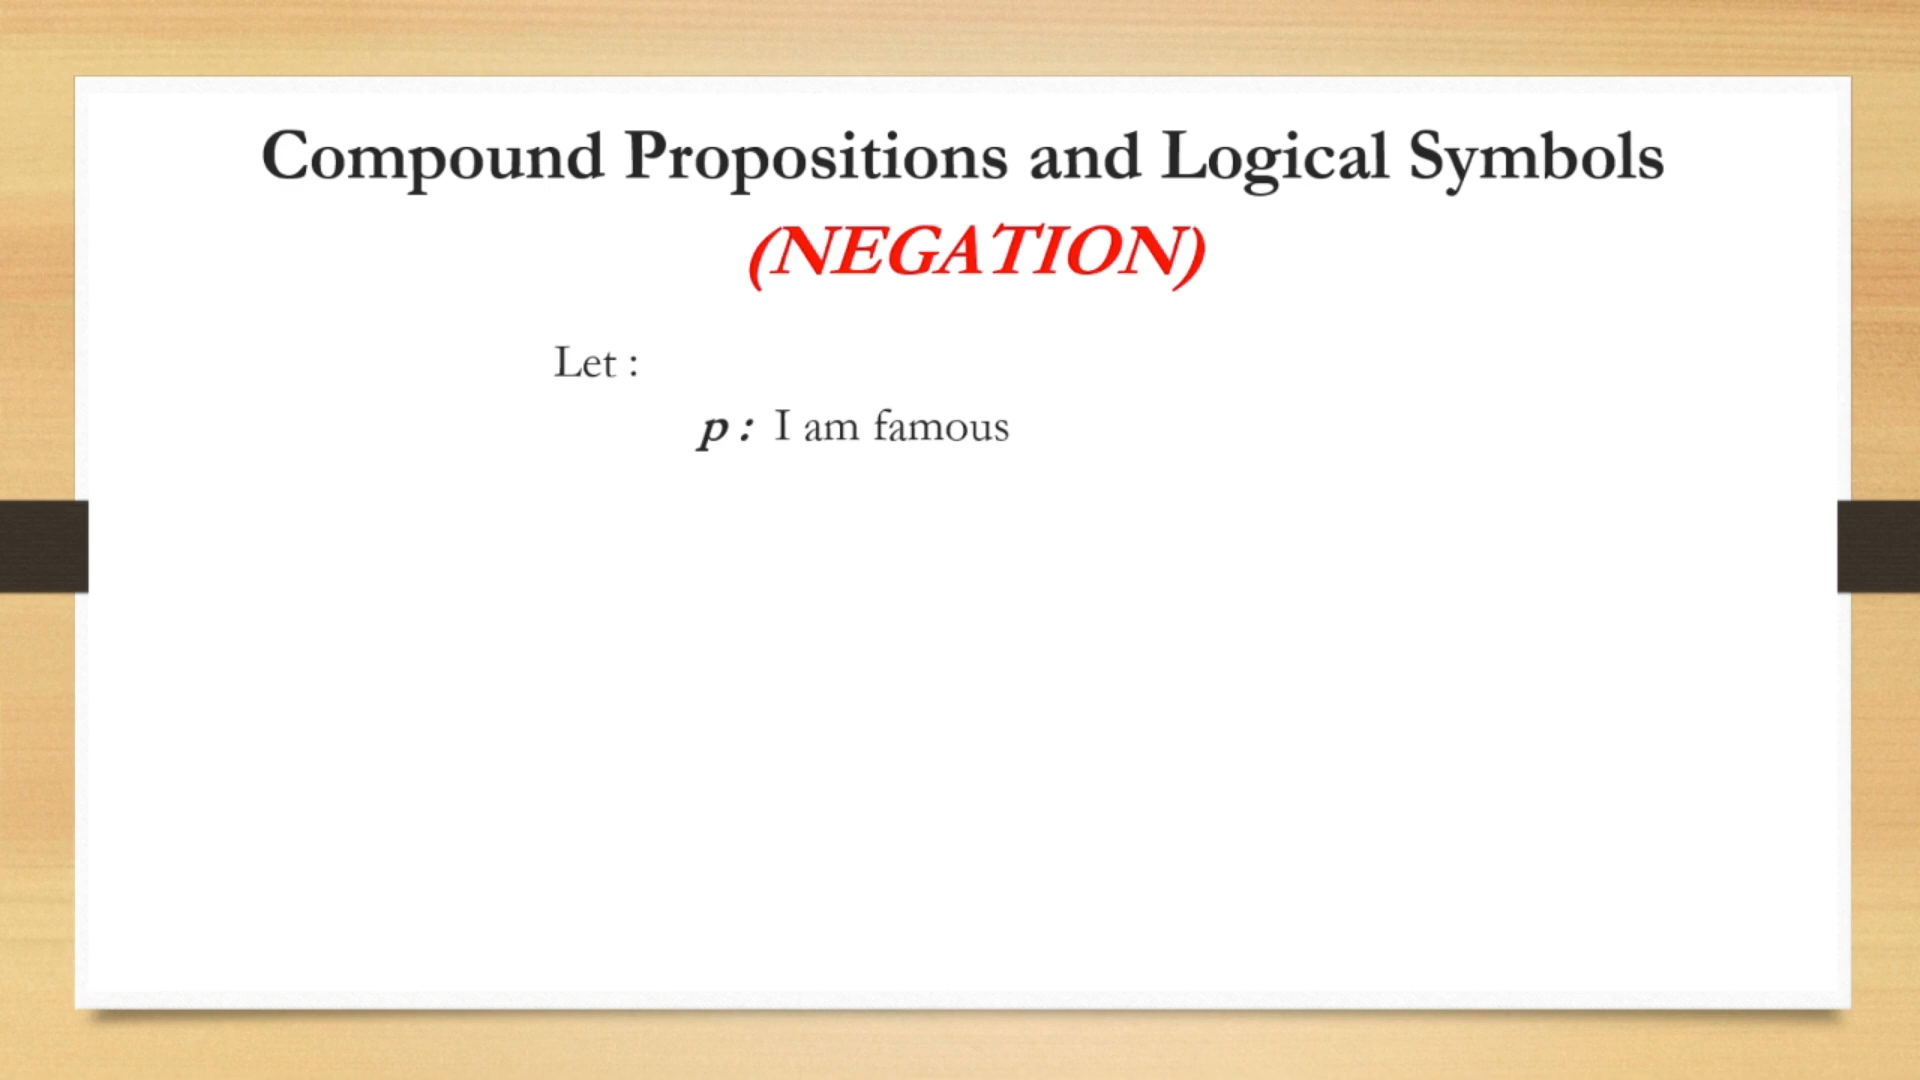 Compound Propositions and Logical Symbols
(NEGATION)
Let :
p : I am famous